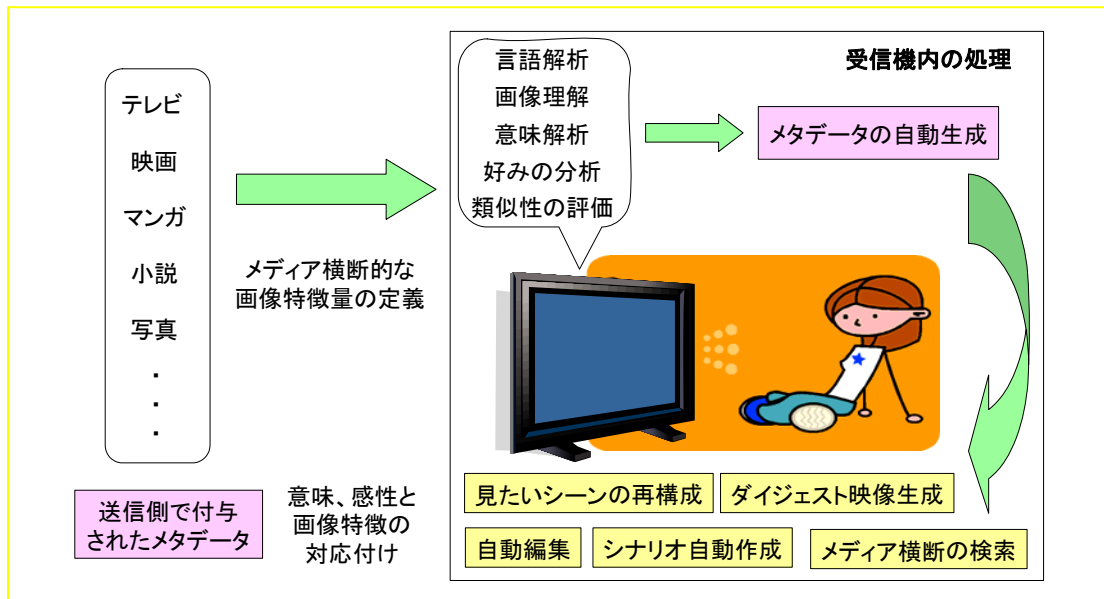 テレビ
映画
マンガ
小説
写真
・
・
・
送信側で付与
されたメタデータ
メディア横断的な
画像特徴量の定義
意味、感性と
画像特徴の
対応付け
受信機内の処理
言語解析
画像理解
意味解析
好みの分析
類似性の評価
メタデータの自動生成
見たいシーンの再構成
ダイジェスト映像生成
自動編集
シナリオ自動作成
メディア横断の検索